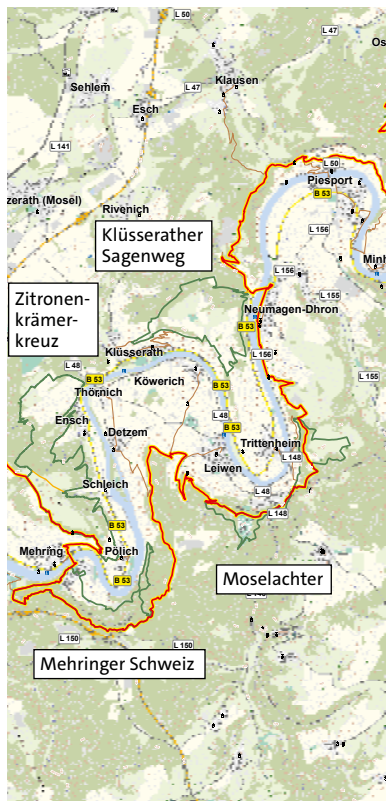 L 50
L 47
Os
Klausen
Sehlem
L 47
Esch
L 141
L 50
Piesport
B 53
zerath (Mosel)
Rivenich
L 156
Klüsserather
Sagenweg
Minh
L 156
Zitronen-
krämer-
kreuz
L 155
Neumagen-Dhron
B 53
Klüsserath
L 156
L 48
Köwerich
L 155
B 53
B 53
Thörnich
Ensch
L 48
Detzem
B 53
Trittenheim
L 148
Leiwen
Schleich
L 48
L 148
B 53
Mehring
Pölich
B 53
Moselachter
L 150
L 150
Mehringer Schweiz